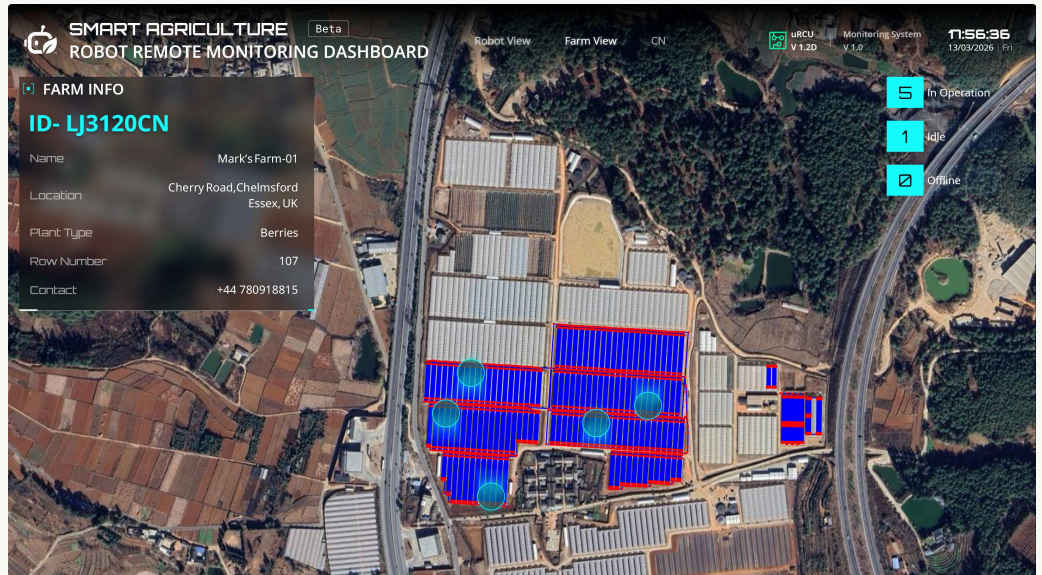 SMART AGRICULTURE
Beta
ROBOT REMOTE MONITORING DASHBOARD
Robot View
Farm View
CN
uRCU
V 1.2D
Monitoring System
V 1.0
17:56:36
13/03/2026 Fri
FARM INFO
ID- LJ3120CN
Name
Mark's Farm-01
Location
Cherry Road,Chelmsford
Essex, UK
Plant Type
Berries
Row Number
107
Contact
+44 780918815
5 In Operation
1 Idle
0 Offline